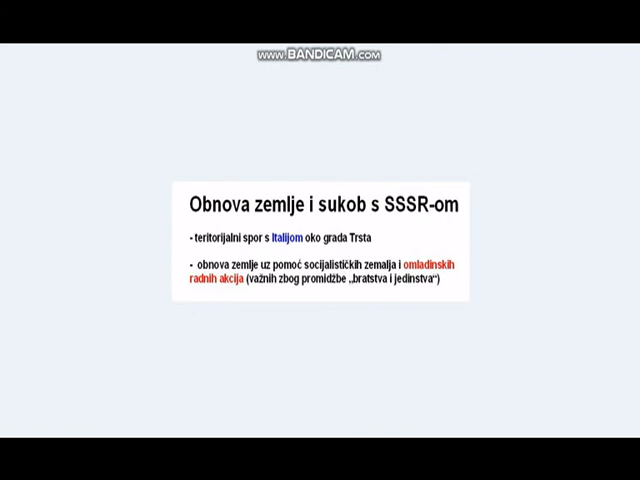 www.BANDICAM.com
Obnova zemlje i sukob s SSSR-om
- teritorijalni spor s Italijom oko grada Trsta
- obnova zemlje uz pomoć socijalističkih zemalja i omladinskih
radnih akcija (važnih zbog promidžbe „bratstva i jedinstva“)